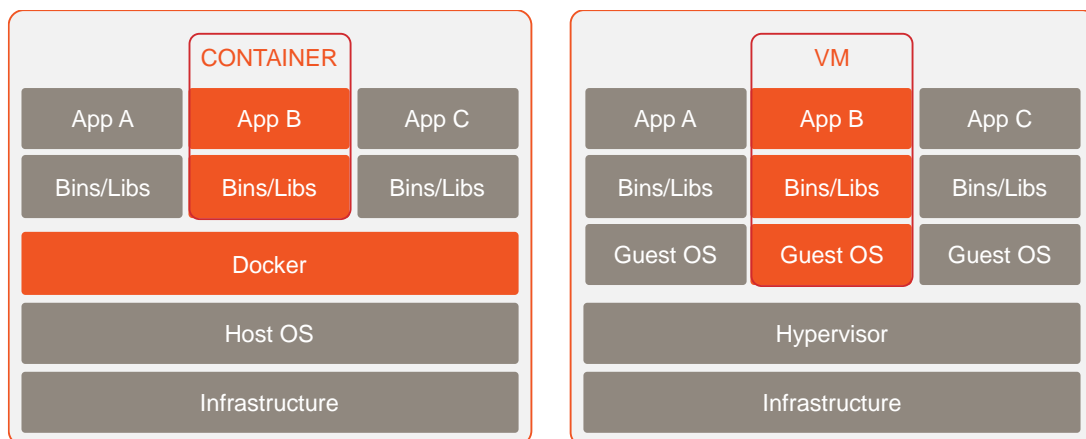 CONTAINER
App A App B App C
Bins/Libs Bins/Libs Bins/Libs
Docker
Host OS
Infrastructure
VM
App A App B App C
Bins/Libs Bins/Libs Bins/Libs
Guest OS Guest OS Guest OS
Hypervisor
Infrastructure